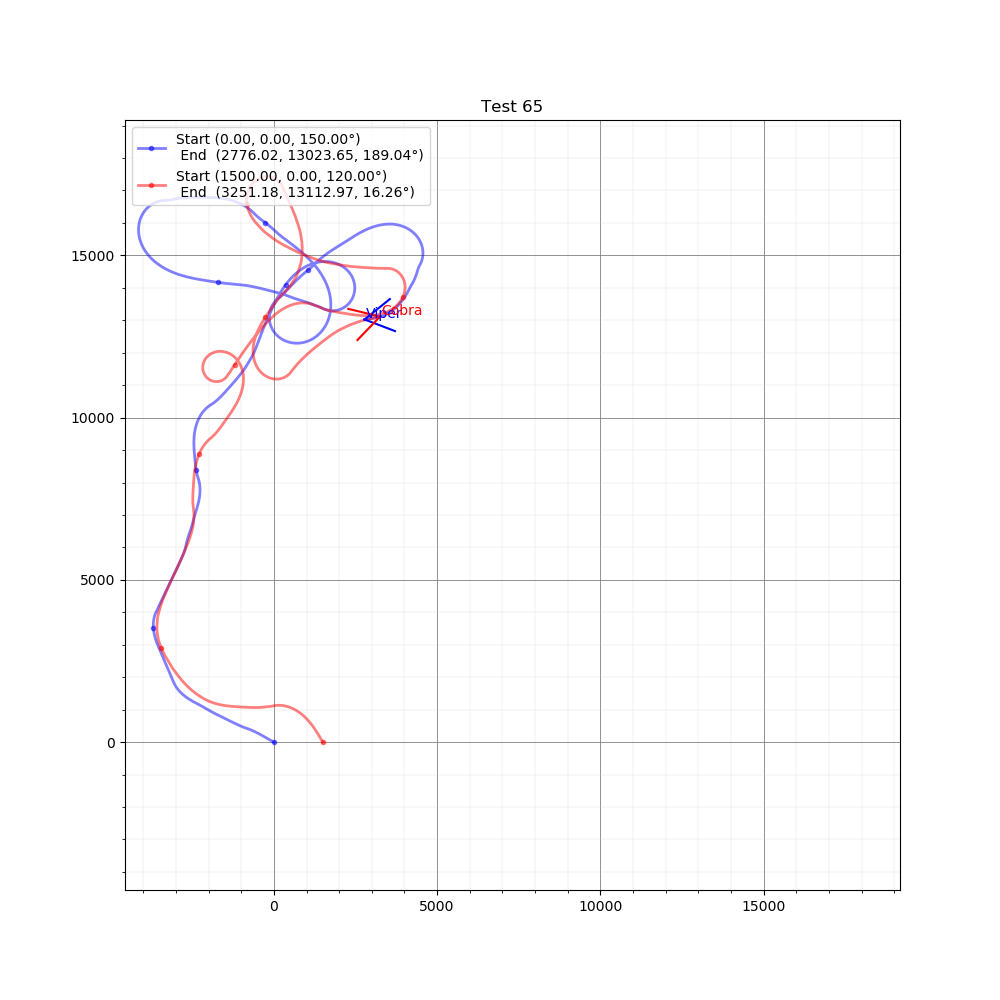 Test 65
Start (0.00, 0.00, 150.00°)
End (2776.02, 13023.65, 189.04°)
Start (1500.00, 0.00, 120.00°)
End (3251.18, 13112.97, 16.26°)
15000
10000
5000
0
Viper
Cobra
0
5000
10000
15000